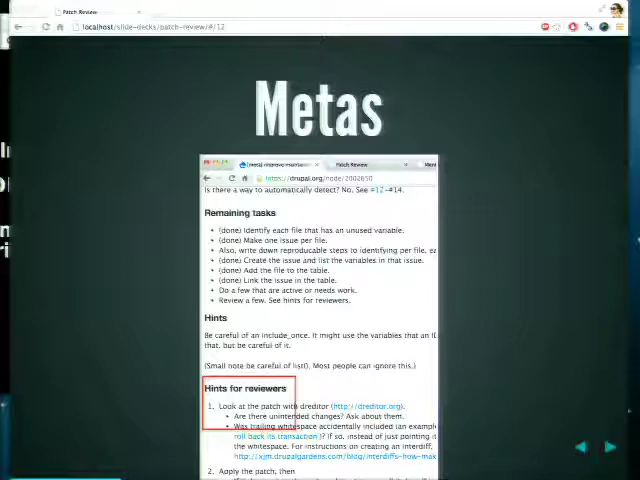 Patch Review
localhost/slide-decks/patch-review/#/12
Metas
[meta] Improve maintain
Patch Review
https://drupal.org/node/2002650
Is there a way to automatically detect? No. See #12-#14.
Remaining tasks
(done) Identify each file that has an unused variable.
(done) Make one issue per file.
Also, write down reproducable steps to identifying per file, ea
(done) Create the issue and list the variables in that issue.
(done) Add the file to the table.
(done) Link the issue in the table.
Do a few that are active or needs work.
Review a few. See hints for reviewers.
Hints
Be careful of an include_once. It might use the variables that an
that, but be careful of it.
(Small note be careful of list(). Most people can ignore this.)
Hints for reviewers
1. Look at the patch with dreditor (http://dreditor.org).
Are there unintended changes? Ask about them.
Was trailing whitespace accidentally included (example
roll back its transaction)? If so, instead of just pointing it
the whitespace. For instructions on creating an interdiff,
http://xjm.drupalgardens.com/blog/interdiffs-how-mak
2. Apply the patch, then